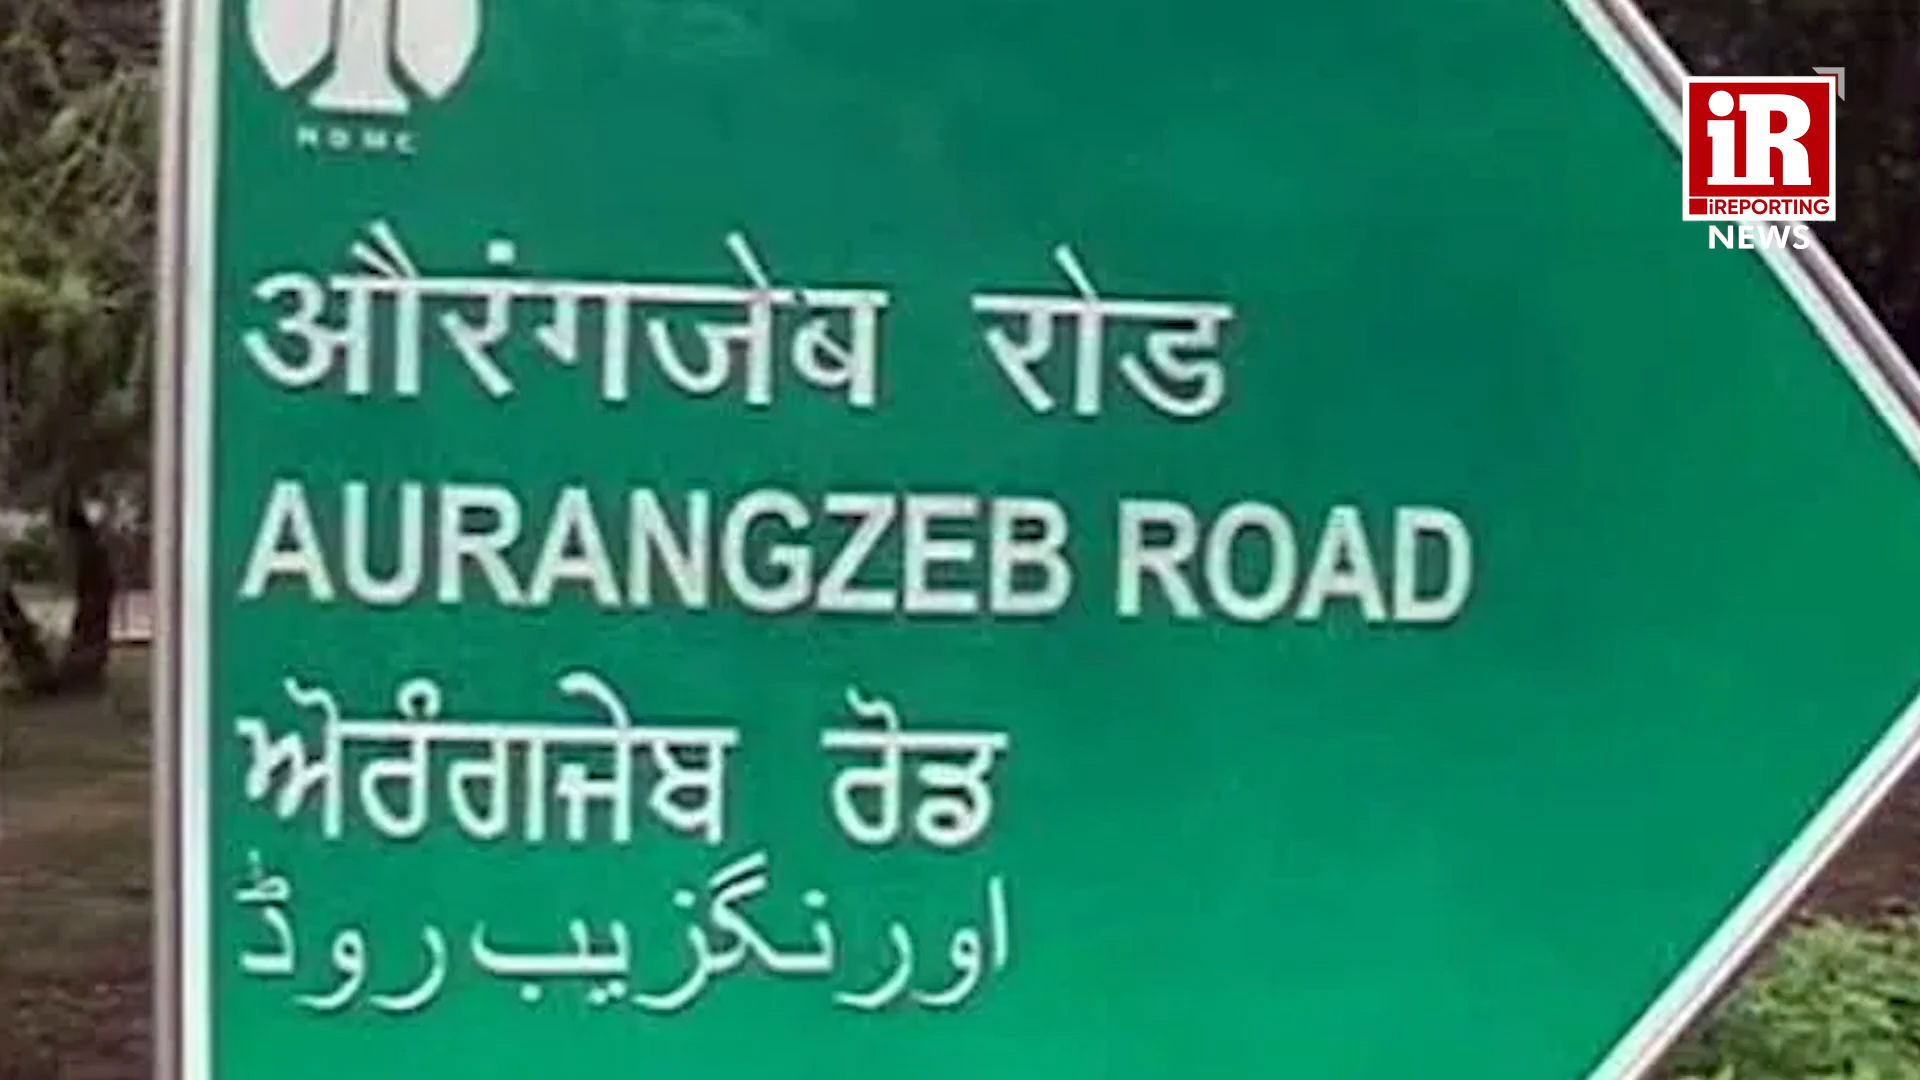 NDMC
iR
iREPORTING
NEWS
औरंगजेब रोड
AURANGZEB ROAD
ਔਰੰਗਜੇਬ ਰੋਡ
اورنگزیب روڈ